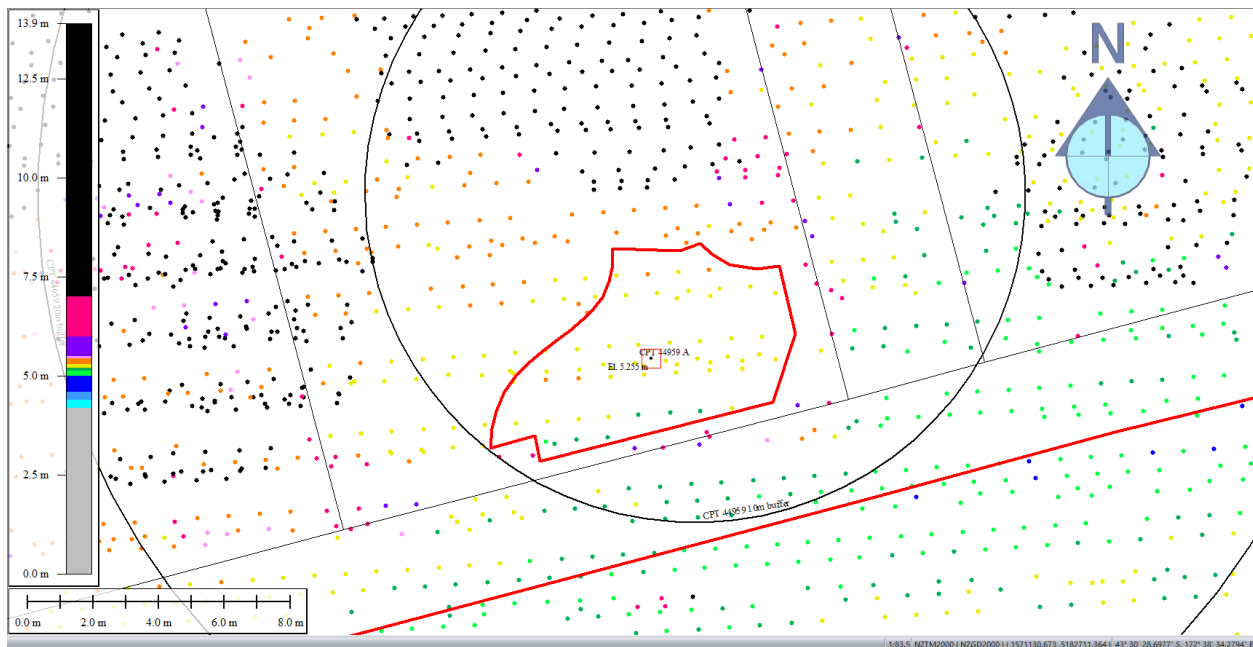 13.9 m
12.5 m
10.0 m
7.5 m
5.0 m
2.5 m
0.0 m
N
CPT 44959 A
El. 5.255 m
CPT 44959 10m buffer
0.0 m 2.0 m 4.0 m 6.0 m 8.0 m
1:83.5 NZTM2000 ( NZGD2000 ) ( 1571130.673, 5182711.364 ) 43° 30' 28.6977" S, 172° 38' 34.2794" E